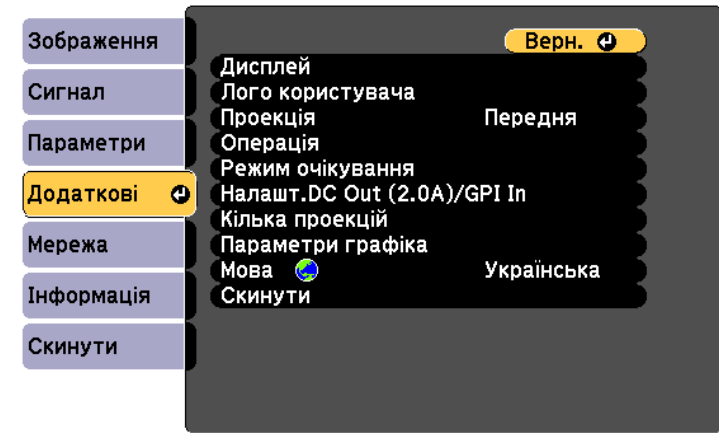 Зображення
Сигнал
Параметри
Додаткові
Мережа
Інформація
Скинути
Верн.
Дисплей
Лого користувача
Проекція Передня
Операція
Режим очікування
Налашт.DC Out (2.0A)/GPI In
Кілька проекцій
Параметри графіка
Мова Українська
Скинути